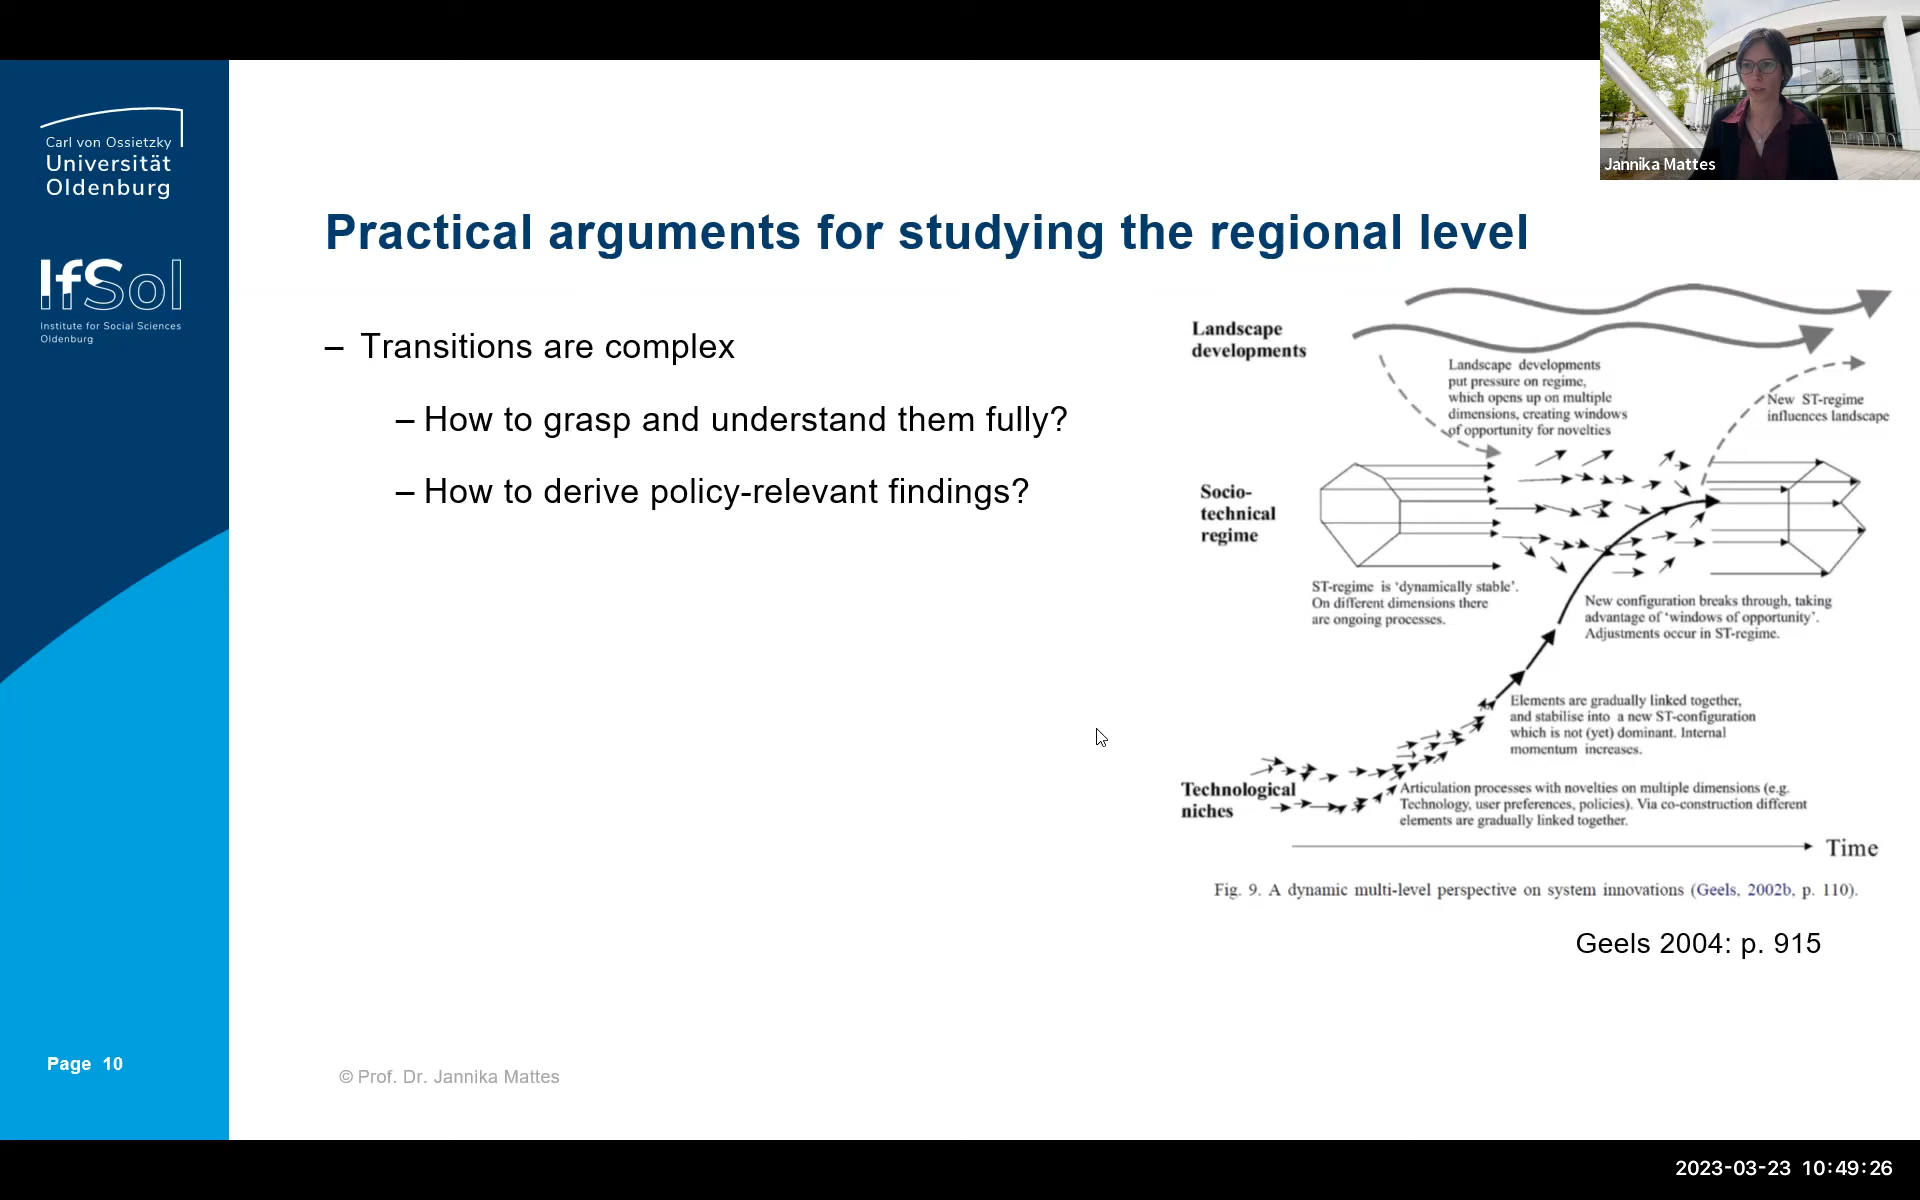 Carl von Ossietzky
Universität
Oldenburg
IfSol
Institute for Social Sciences
Oldenburg
Jannika Mattes
Practical arguments for studying the regional level
– Transitions are complex
– How to grasp and understand them fully?
– How to derive policy-relevant findings?
Landscape
developments
Landscape developments
put pressure on regime,
which opens up on multiple
dimensions, creating windows
of opportunity for novelties
New ST-regime
influences landscape
Socio-
technical
regime
ST-regime is ‘dynamically stable’.
On different dimensions there
are ongoing processes.
New configuration breaks through, taking
advantage of ‘windows of opportunity’.
Adjustments occur in ST-regime.
Elements are gradually linked together,
and stabilise into a new ST-configuration
which is not (yet) dominant. Internal
momentum increases.
Technological
niches
Articulation processes with novelties on multiple dimensions (e.g.
Technology, user preferences, policies). Via co-construction different
elements are gradually linked together.
Time
Fig. 9. A dynamic multi-level perspective on system innovations (Geels, 2002b, p. 110).
Geels 2004: p. 915
Page 10
© Prof. Dr. Jannika Mattes
2023-03-23 10:49:26